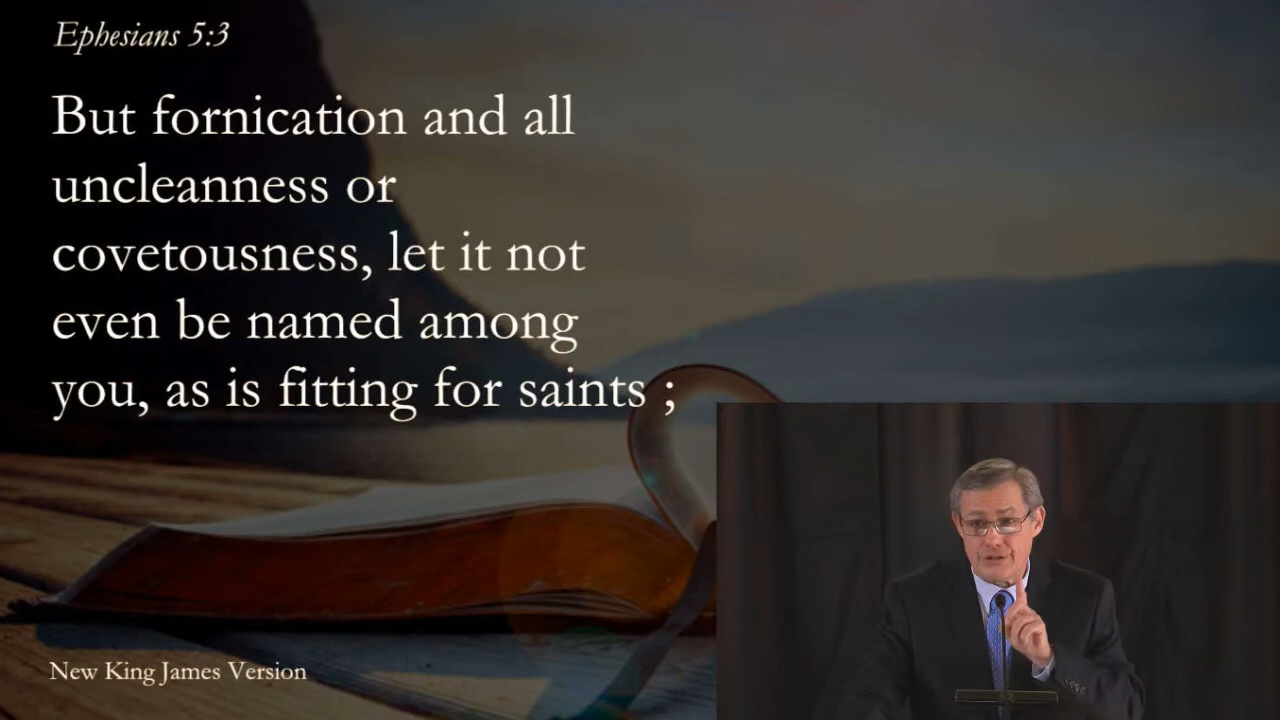 Ephesians 5:3
But fornication and all
uncleanness or
covetousness, let it not
even be named among
you, as is fitting for saints ;
New King James Version